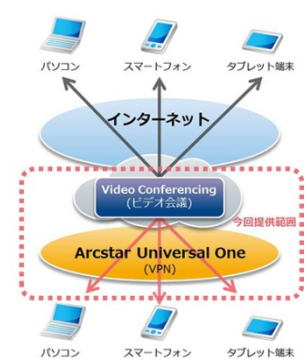 パソコン
スマートフォン
タブレット端末
インターネット
Video Conferencing
(ビデオ会議)
今回提供範囲
Arcstar Universal One
(VPN)
パソコン
スマートフォン
タブレット端末